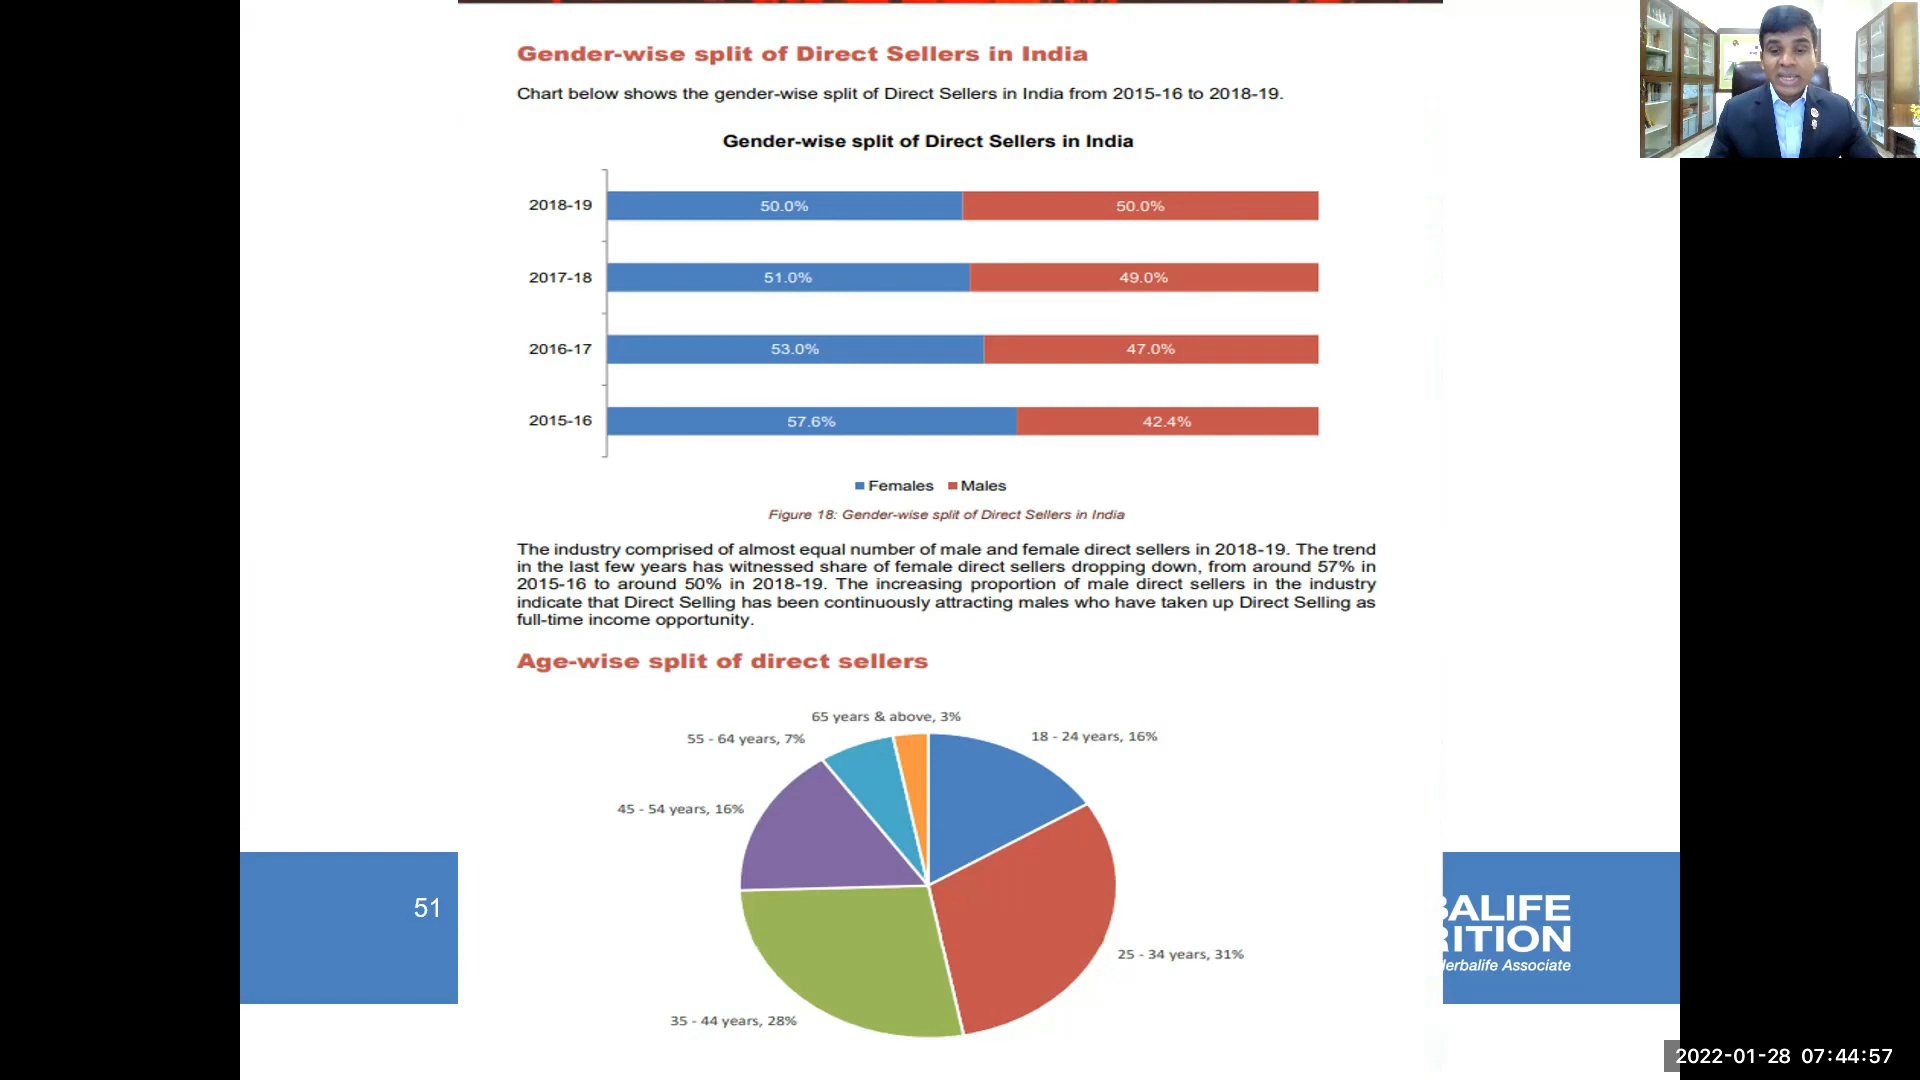 Gender-wise split of Direct Sellers in India
Chart below shows the gender-wise split of Direct Sellers in India from 2015-16 to 2018-19.
Gender-wise split of Direct Sellers in India
2018-19 50.0% 50.0%
2017-18 51.0% 49.0%
2016-17 53.0% 47.0%
2015-16 57.6% 42.4%
Females Males
Figure 18: Gender-wise split of Direct Sellers in India
The industry comprised of almost equal number of male and female direct sellers in 2018-19. The trend
in the last few years has witnessed share of female direct sellers dropping down, from around 57% in
2015-16 to around 50% in 2018-19. The increasing proportion of male direct sellers in the industry
indicate that Direct Selling has been continuously attracting males who have taken up Direct Selling as
full-time income opportunity.
Age-wise split of direct sellers
65 years & above, 3%
55 - 64 years, 7%
18 - 24 years, 16%
45 - 54 years, 16%
25 - 34 years, 31%
35 - 44 years, 28%
51
ALIFE
RITION
erbalife Associate
2022-01-28 07:44:57